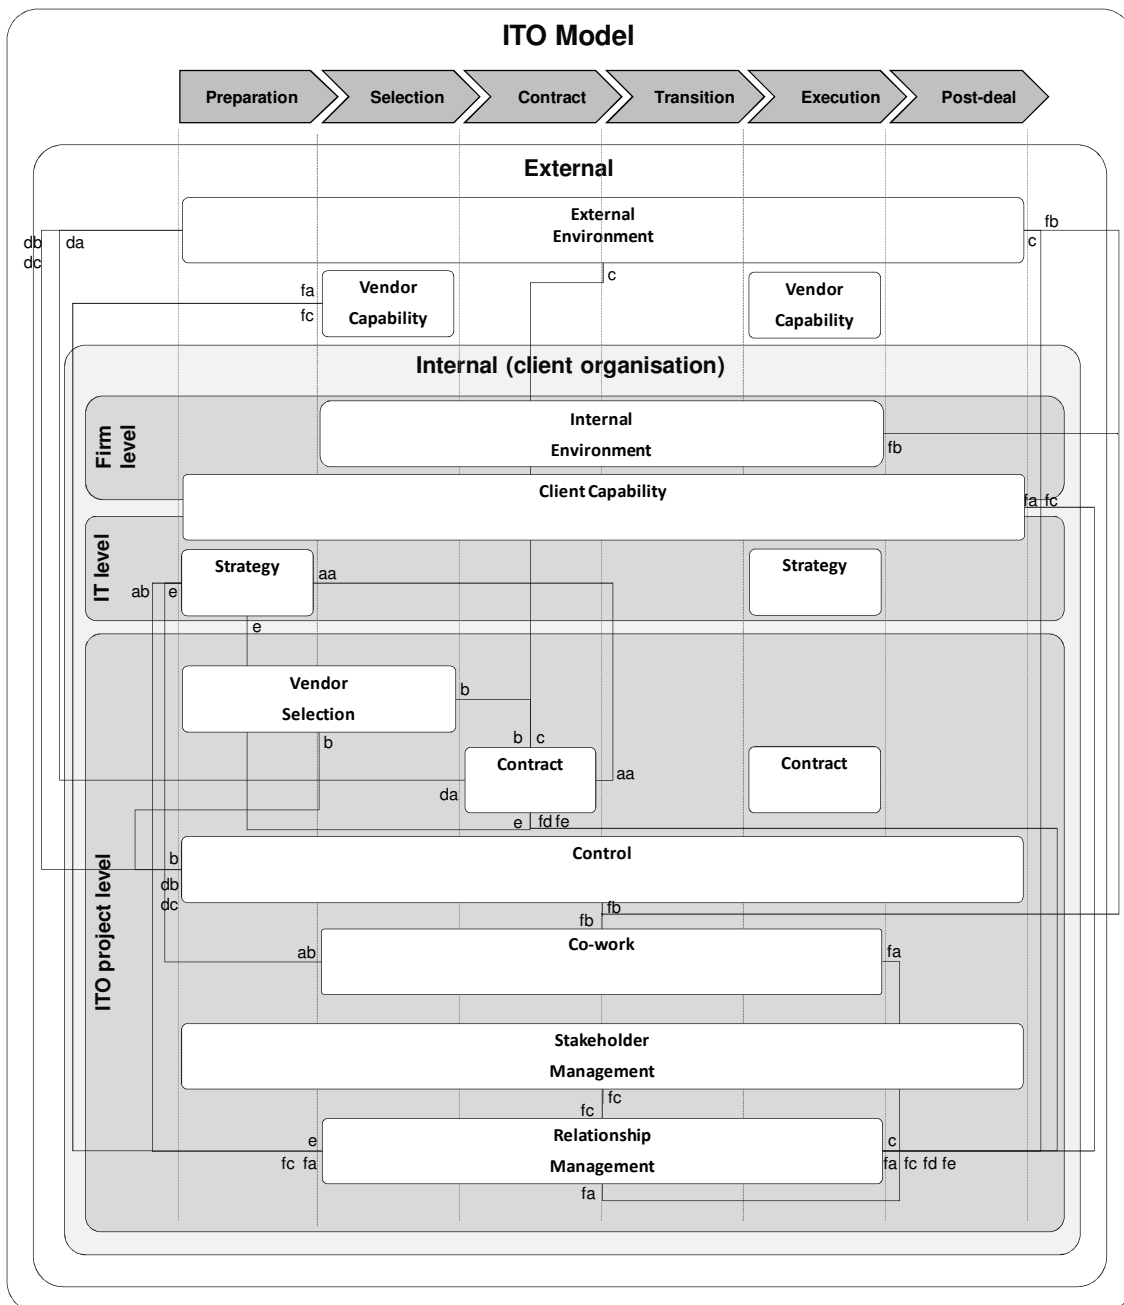 ITO Model
Preparation
Selection
Contract
Transition
Execution
Post-deal
External
External
Environment
db
da
dc
fb
c
c
fa
fc
Vendor
Capability
Vendor
Capability
Internal (client organisation)
Firm
level
Internal
Environment
fb
Client Capability
fa fc
IT level
Strategy
Strategy
aa
ab
e
e
ITO project level
Vendor
Selection
b
b
b
c
Contract
Contract
aa
da
e
fd fe
Control
b
db
dc
fb
fb
Co-work
ab
fa
Stakeholder
Management
fc
fc
Relationship
Management
e
fc fa
c
fa fc fd fe
fa